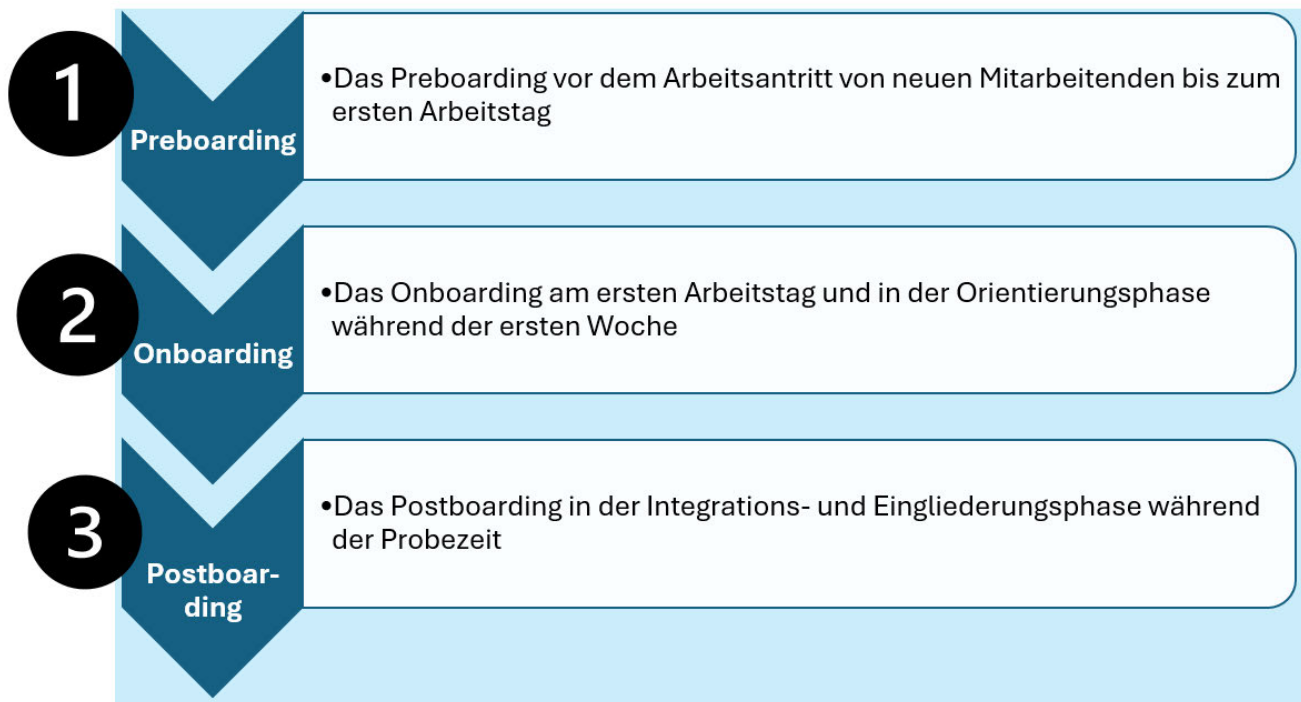 1
Preboarding
•Das Preboarding vor dem Arbeitsantritt von neuen Mitarbeitenden bis zum
ersten Arbeitstag
2
Onboarding
•Das Onboarding am ersten Arbeitstag und in der Orientierungsphase
während der ersten Woche
3
Postboar-
ding
•Das Postboarding in der Integrations- und Eingliederungsphase während
der Probezeit